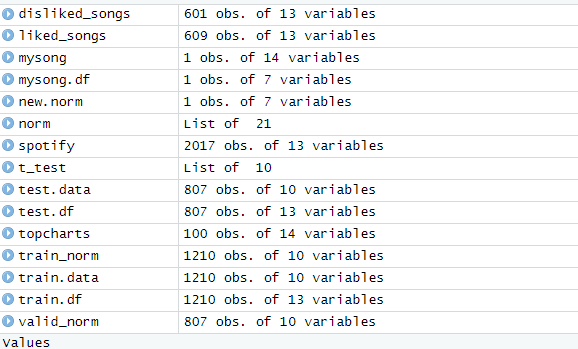 disliked_songs 601 obs. of 13 variables
liked_songs 609 obs. of 13 variables
mysong 1 obs. of 14 variables
mysong.df 1 obs. of 7 variables
new.norm 1 obs. of 7 variables
norm List of  21
spotify 2017 obs. of 13 variables
t_test List of  10
test.data 807 obs. of 10 variables
test.df 807 obs. of 13 variables
topcharts 100 obs. of 14 variables
train_norm 1210 obs. of 10 variables
train.data 1210 obs. of 10 variables
train.df 1210 obs. of 13 variables
valid_norm 807 obs. of 10 variables
Values